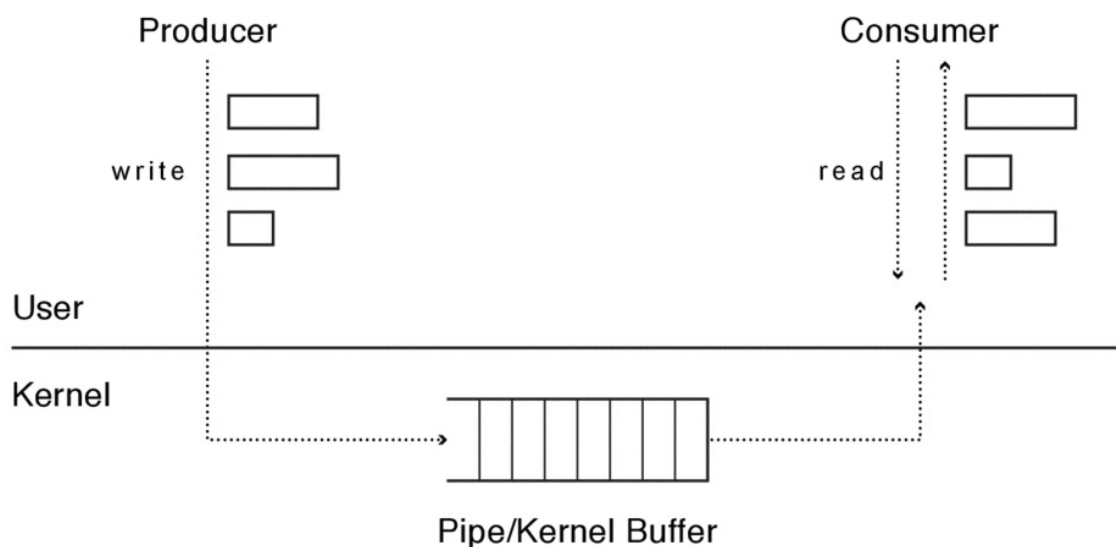 Producer
Consumer
write
read
User
Kernel
Pipe/Kernel Buffer